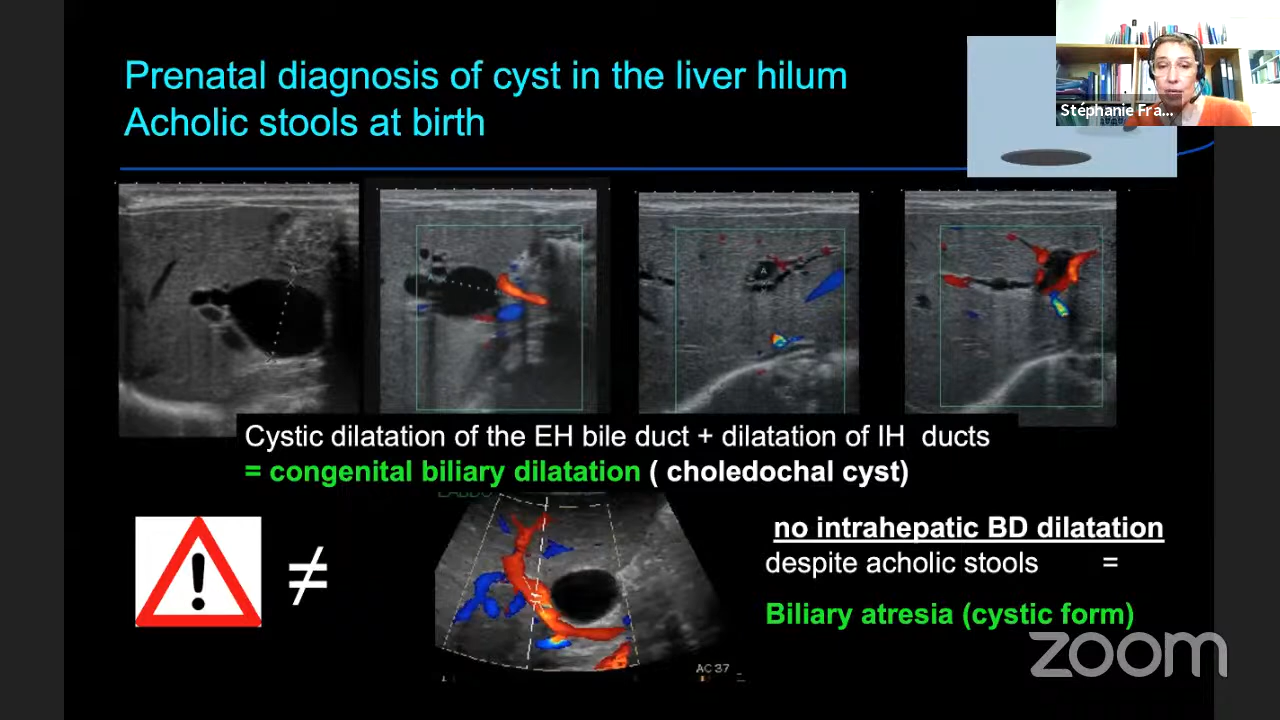 Prenatal diagnosis of cyst in the liver hilum
Acholic stools at birth
Stéphanie Fra...
A
Cystic dilatation of the EH bile duct + dilatation of IH ducts
= congenital biliary dilatation ( choledochal cyst)
no intrahepatic BD dilatation
despite acholic stools =
Biliary atresia (cystic form)
≠
AC 37
zoom